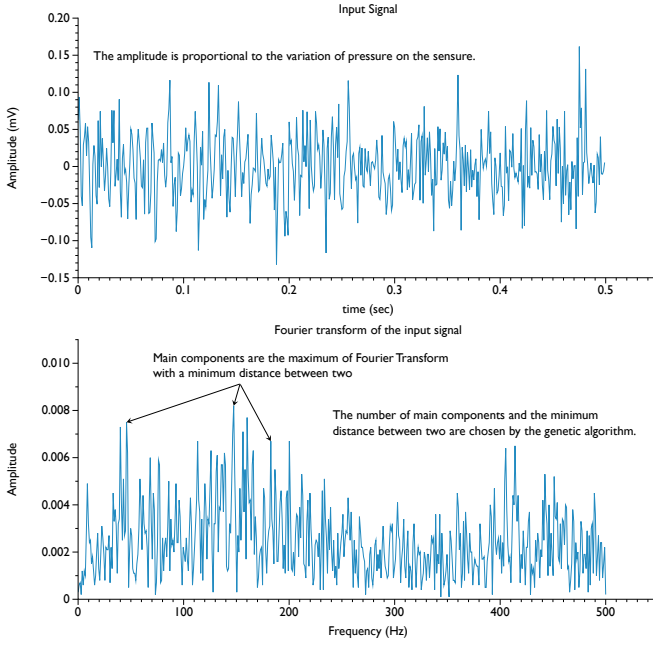 Input Signal
0.20
The amplitude is proportional to the variation of pressure on the sensure.
0.10
0.05
0
−0.05
−0.10
−0.15
Amplitude (mV)
0 0.1 0.2 0.3 0.4 0.5
time (sec)
Fourier transform of the input signal
Main components are the maximum of Fourier Transform
with a minimum distance between two
The number of main components and the minimum
distance between two are chosen by the genetic algorithm.
0.010
0.008
0.006
0.004
0.002
0
Amplitude
0 100 200 300 400 500
Frequency (Hz)